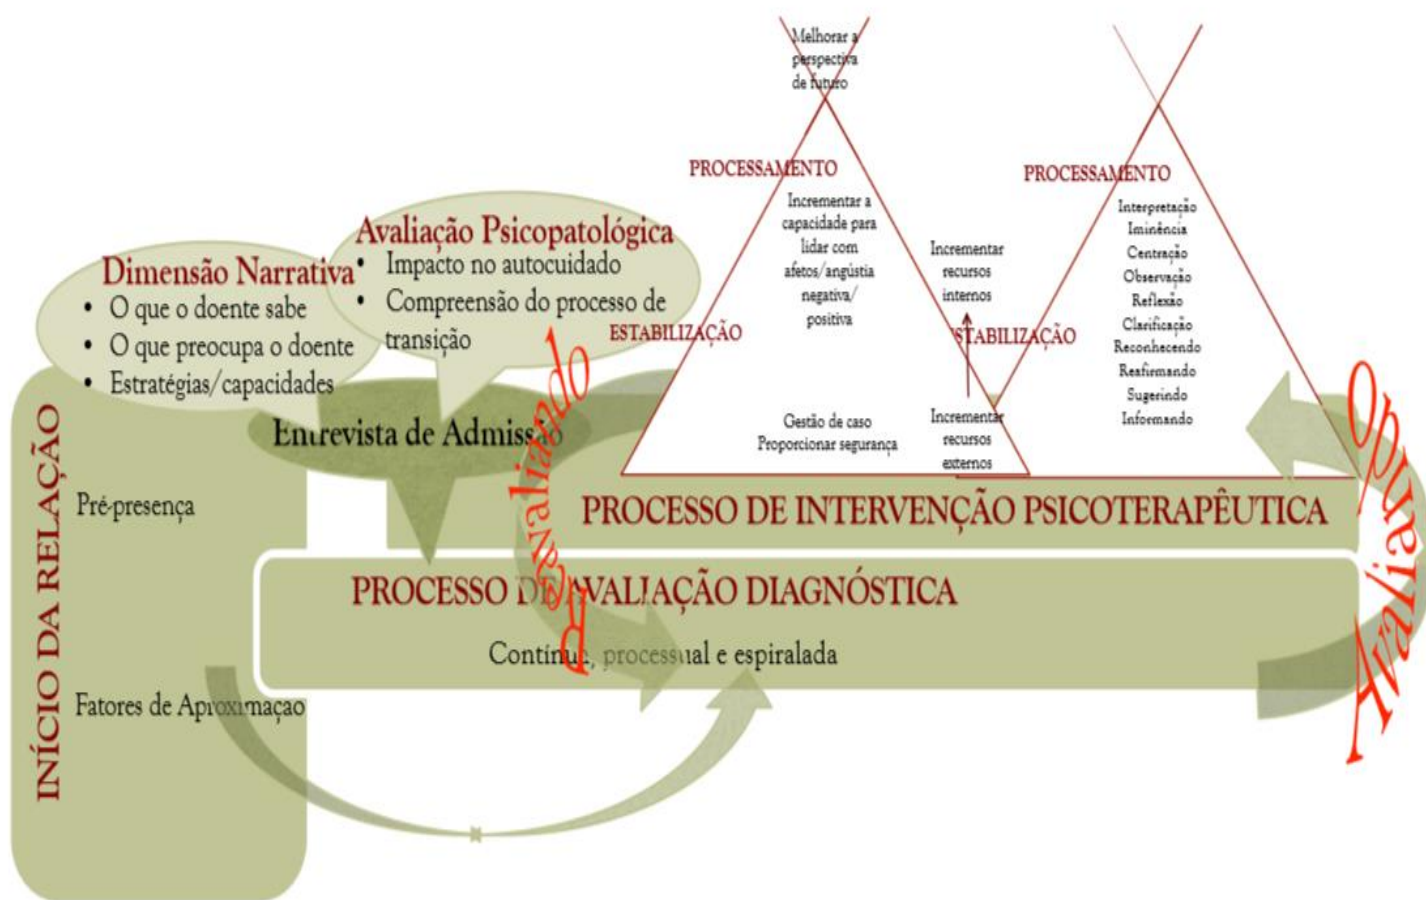 Melhorar a
perspectiva
de futuro
PROCESSAMENTO
Incrementar a
capacidade para
lidar com
afetos/angústia
negativa/
positiva
ESTABILIZAÇÃO
Gestão de caso
Proporcionar segurança
Incrementar
recursos
internos
Incrementar
recursos
externos
PROCESSAMENTO
Interpretação
Iminência
Centração
Observação
Reflexão
Clarificação
Reconhecendo
Reafirmando
Sugerindo
Informando
ESTABILIZAÇÃO
Avaliação Psicopatológica
• Impacto no autocuidado
• Compreensão do processo de
transição
Dimensão Narrativa
• O que o doente sabe
• O que preocupa o doente
• Estratégias/capacidades
Entrevista de Admissão
INÍCIO DA RELAÇÃO
Pré-presença
Fatores de Aproximaçao
PROCESSO DE INTERVENÇÃO PSICOTERAPÊUTICA
PROCESSO DE AVALIAÇÃO DIAGNÓSTICA
Contínua, processual e espiralada
Reavaliando
Avaliando